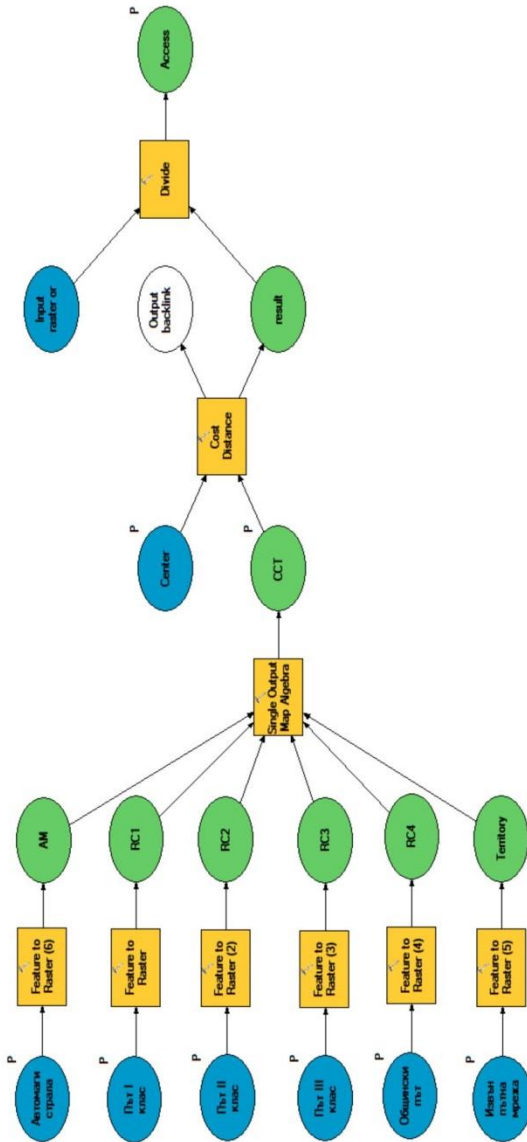 P
Автомаги
страла
Feature to
Raster (6)
AM
P
Път I
клас
Feature to
Raster
RC1
P
Път II
клас
Feature to
Raster (2)
RC2
P
Път III
клас
Feature to
Raster (3)
RC3
P
Общински
път
Feature to
Raster (4)
RC4
P
Извън
пътна
мрежа
Feature to
Raster (5)
Territory
Single Output
Map Algebra
P
Center
P
CCT
Cost
Distance
Output
backlink
result
Input
raster or
Divide
P
Access